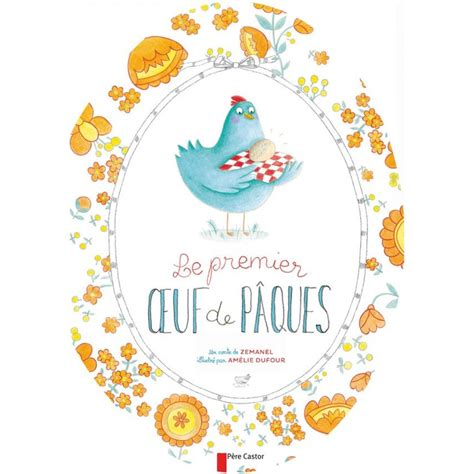 Le premier
ŒUF de PÂQUES
Un conte de ZEMANEL
Illustré par AMÉLIE DUFOUR
Père Castor